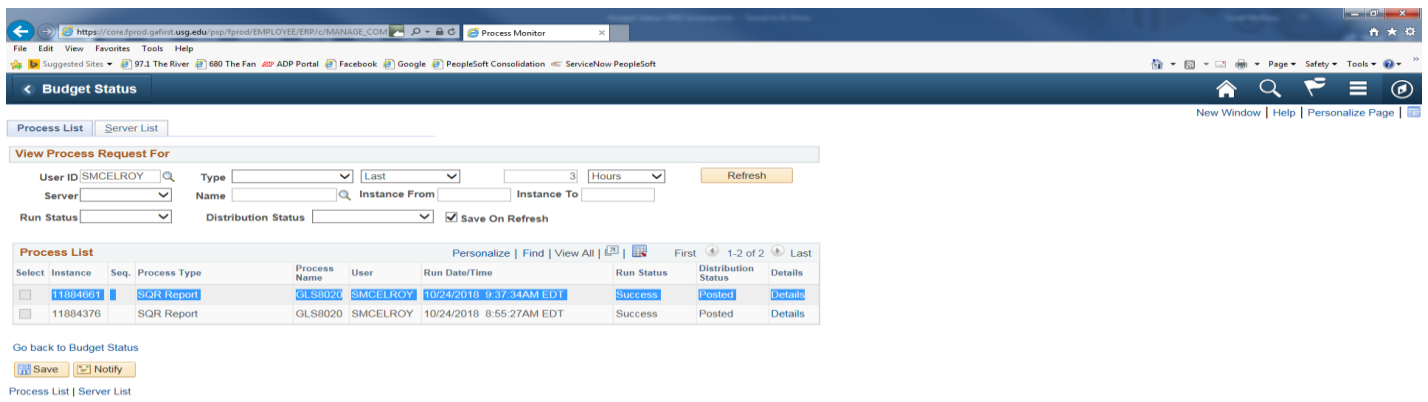 https://core.fprod.gafirst.usg.edu/psp/fprod/EMPLOYEE/ERP/c/MANAGE_COM Process Monitor
File Edit View Favorites Tools Help
Suggested Sites 97.1 The River 680 The Fan ADP ADP Portal Facebook Google PeopleSoft Consolidation ServiceNow PeopleSoft Page Safety Tools
Budget Status
New Window | Help | Personalize Page |
Process List Server List
View Process Request For
User ID SMCELROY Type Last 3 Hours Refresh
Server Name Instance From Instance To
Run Status Distribution Status Save On Refresh
Process List Personalize | Find | View All | | First 1-2 of 2 Last
Select Instance Seq. Process Type Process Name User Run Date/Time Run Status Distribution Status Details
11884661 SQR Report GLS8020 SMCELROY 10/24/2018 9:37:34AM EDT Success Posted Details
11884376 SQR Report GLS8020 SMCELROY 10/24/2018 8:55:27AM EDT Success Posted Details
Go back to Budget Status
Save Notify
Process List | Server List